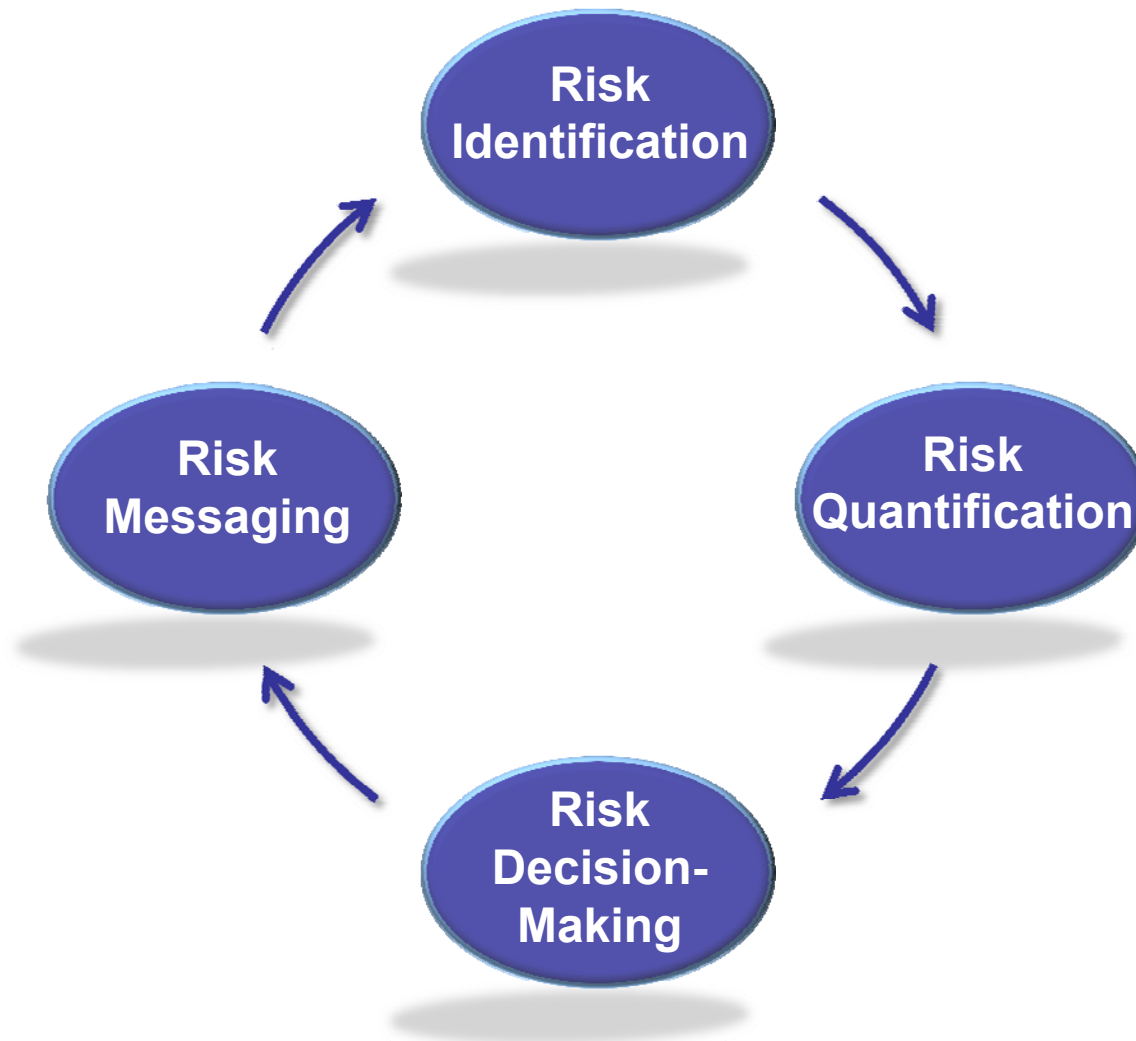 Risk
Identification
Risk
Quantification
Risk
Decision-
Making
Risk
Messaging